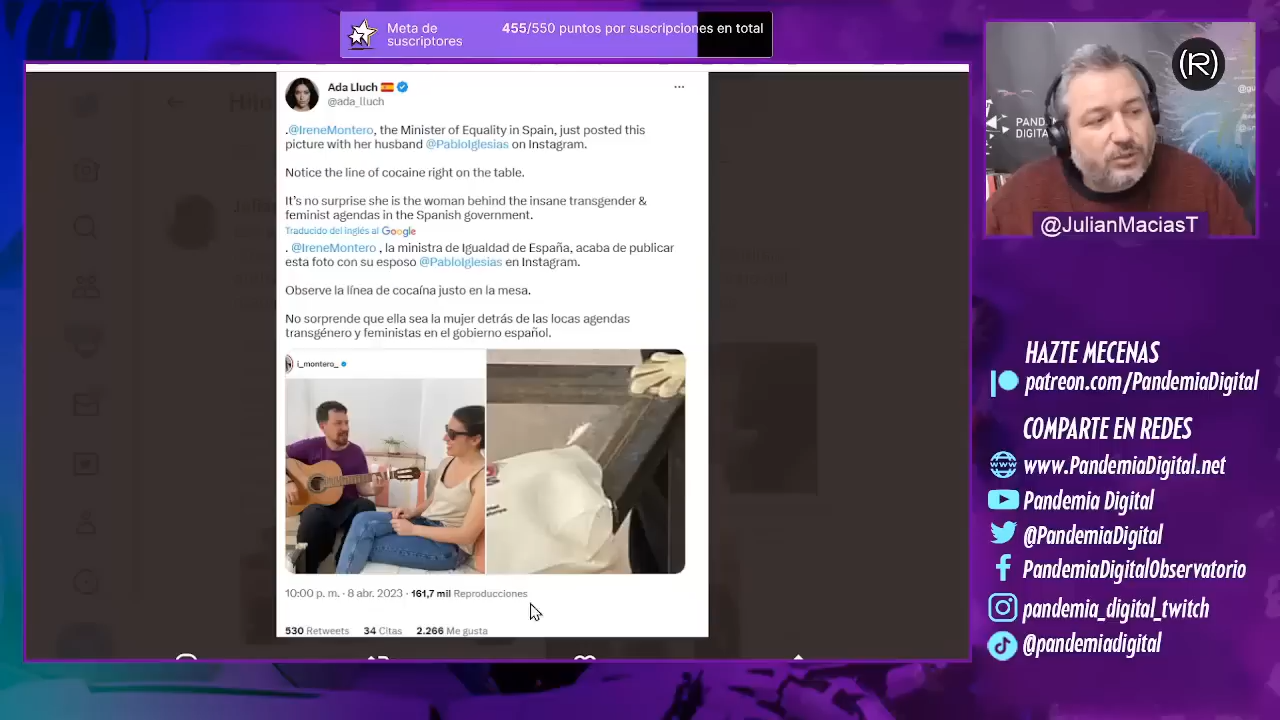 Meta de
suscriptores
455/550 puntos por suscripciones en total
Ada Lluch
@ada_lluch
.@IreneMontero, the Minister of Equality in Spain, just posted this
picture with her husband @PabloIglesias on Instagram.
Notice the line of cocaine right on the table.
It's no surprise she is the woman behind the insane transgender &
feminist agendas in the Spanish government.
Traducido del inglés al Google
. @IreneMontero , la ministra de Igualdad de España, acaba de publicar
esta foto con su esposo @PabloIglesias en Instagram.
Observe la línea de cocaína justo en la mesa.
No sorprende que ella sea la mujer detrás de las locas agendas
transgénero y feministas en el gobierno español.
i_montero_
10:00 p. m. · 8 abr. 2023 · 161,7 mil Reproducciones
530 Retweets 34 Citas 2.266 Me gusta
(R)
PANDEMIA
DIGITAL
@JulianMaciasT
HAZTE MECENAS
patreon.com/PandemiaDigital
COMPARTE EN REDES
www.PandemiaDigital.net
Pandemia Digital
@PandemiaDigital
PandemiaDigitalObservatorio
pandemia_digital_twitch
@pandemiadigital